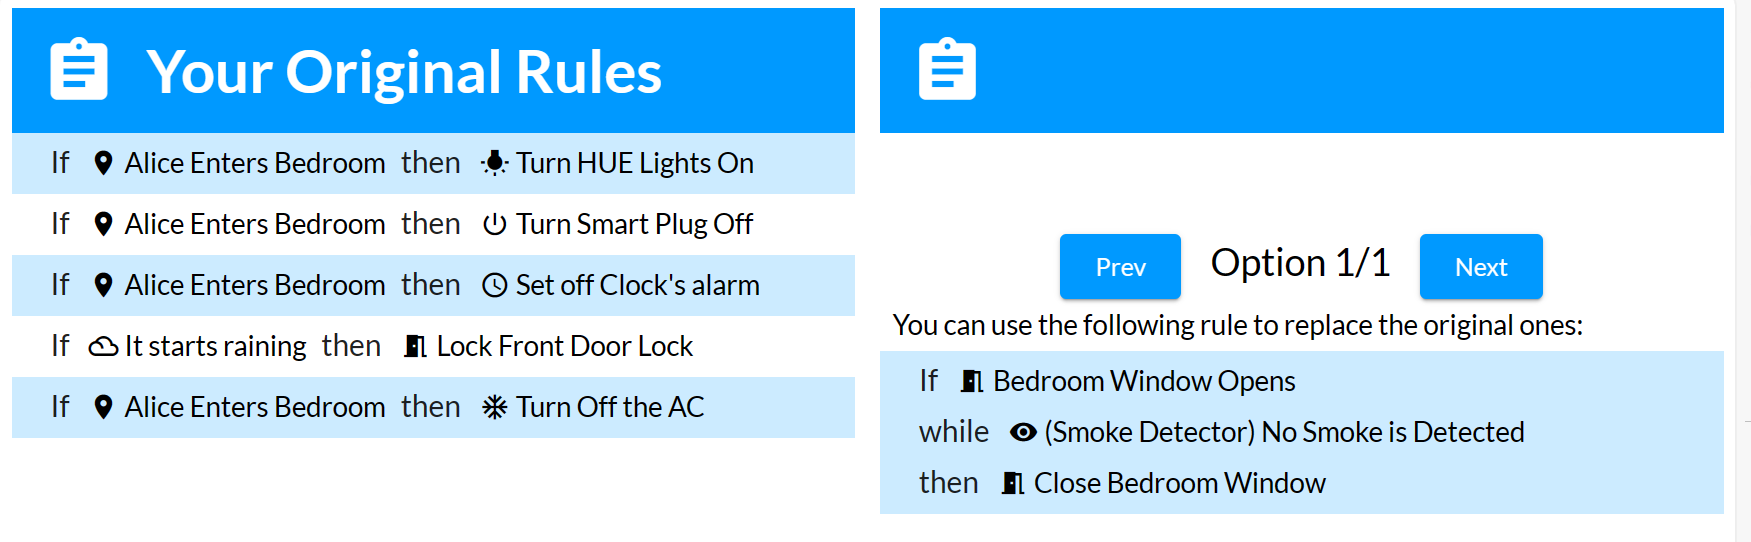 Your Original Rules
If Alice Enters Bedroom then Turn HUE Lights On
If Alice Enters Bedroom then Turn Smart Plug Off
If Alice Enters Bedroom then Set off Clock's alarm
If It starts raining then Lock Front Door Lock
If Alice Enters Bedroom then Turn Off the AC
Prev Option 1/1 Next
You can use the following rule to replace the original ones:
If Bedroom Window Opens
while (Smoke Detector) No Smoke is Detected
then Close Bedroom Window